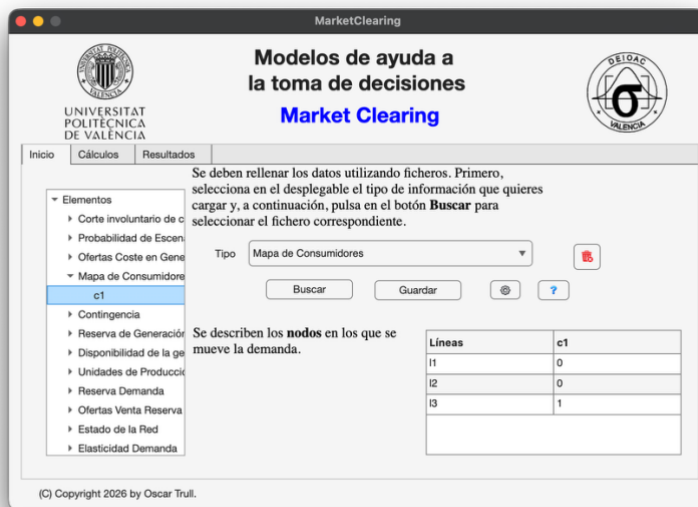 MarketClearing
UNIVERSITAT
POLITÈCNICA
DE VALÈNCIA
Modelos de ayuda a
la toma de decisiones
Market Clearing
DEIOAC
σ
VALENCIA
Inicio
Cálculos
Resultados
Elementos
Corte involuntario de c
Probabilidad de Escen
Ofertas Coste en Gene
Mapa de Consumidore
c1
Contingencia
Reserva de Generación
Disponibilidad de la ge
Unidades de Producció
Reserva Demanda
Ofertas Venta Reserva
Estado de la Red
Elasticidad Demanda
Se deben rellenar los datos utilizando ficheros. Primero,
selecciona en el desplegable el tipo de información que quieres
cargar y, a continuación, pulsa en el botón Buscar para
seleccionar el fichero correspondiente.
Tipo
Mapa de Consumidores
Buscar
Guardar
?
Se describen los nodos en los que se
mueve la demanda.
Líneas c1
l1 0
l2 0
l3 1
(C) Copyright 2026 by Oscar Trull.